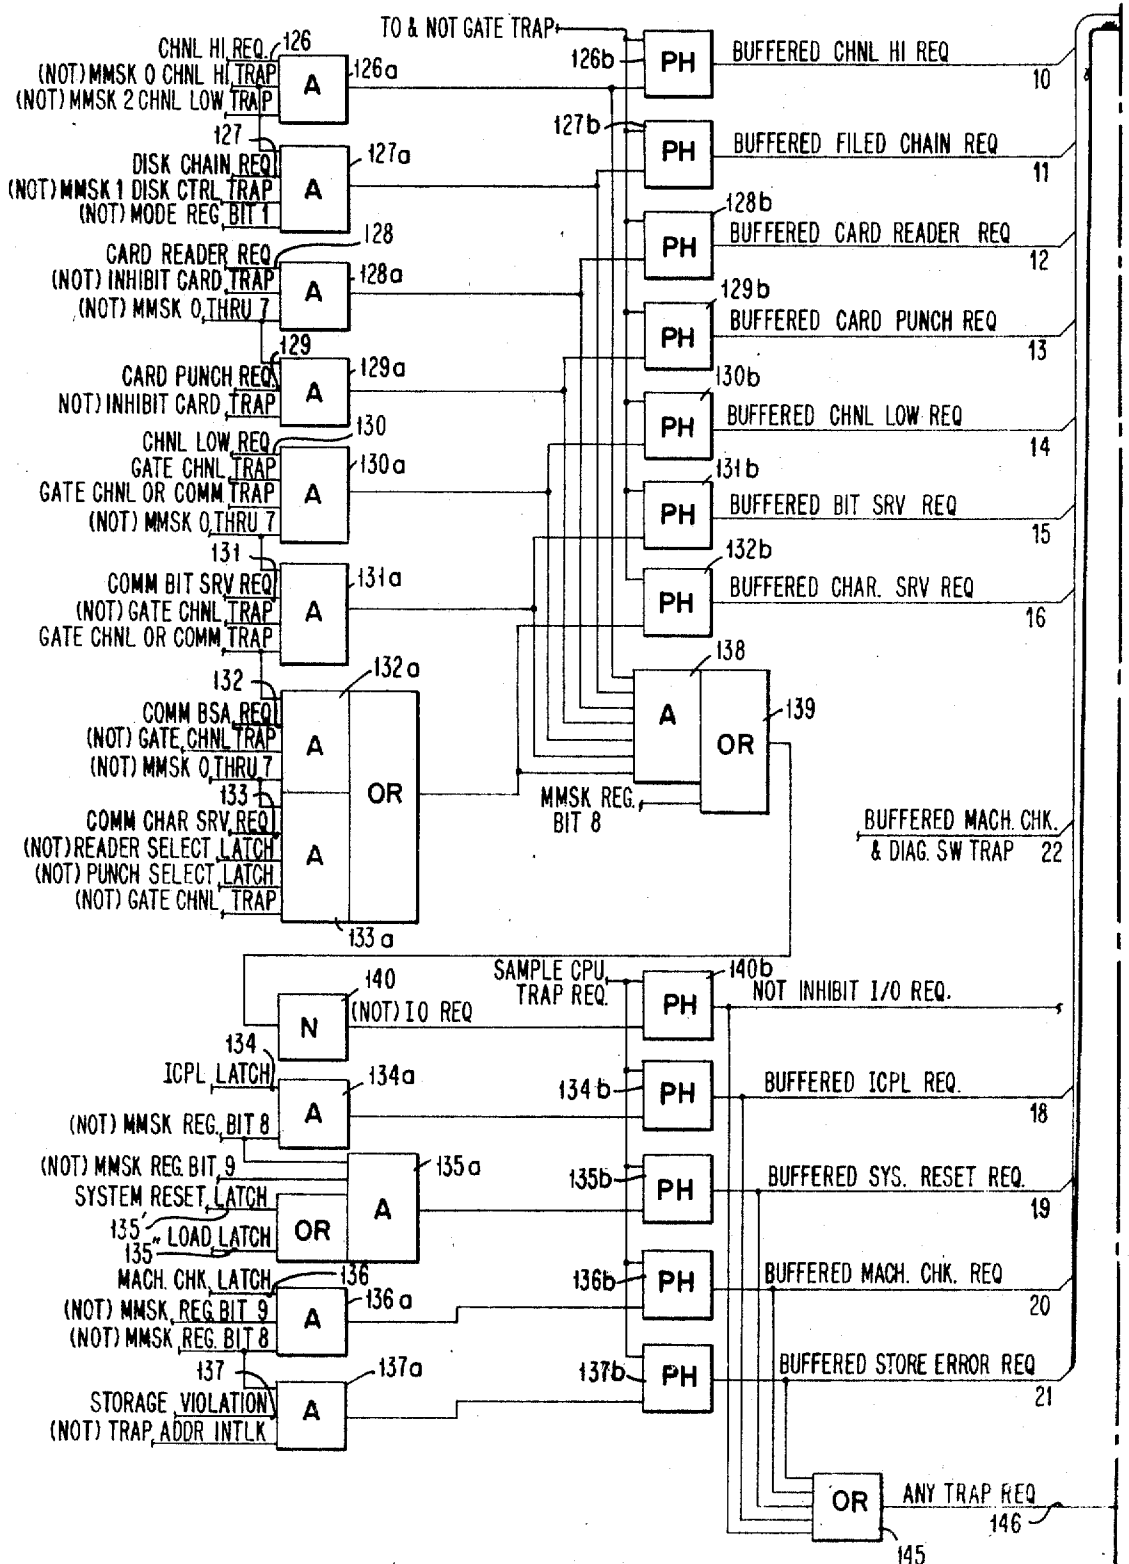 TO & NOT GATE TRAP
CHNL HI REQ.
126
(NOT) MMSK 0 CHNL HI TRAP
(NOT) MMSK 2 CHNL LOW TRAP
A
126a
126b
PH
BUFFERED CHNL HI REQ
10
127
DISK CHAIN REQ
(NOT) MMSK 1 DISK CTRL TRAP
(NOT) MODE REG. BIT 1
A
127a
127b
PH
BUFFERED FILED CHAIN REQ
11
CARD READER REQ
128
(NOT) INHIBIT CARD TRAP
(NOT) MMSK 0 THRU 7
A
128a
128b
PH
BUFFERED CARD READER REQ
12
129
CARD PUNCH REQ.
NOT) INHIBIT CARD TRAP
A
129a
129b
PH
BUFFERED CARD PUNCH REQ
13
CHNL LOW REQ
130
GATE CHNL TRAP
GATE CHNL OR COMM TRAP
(NOT) MMSK 0 THRU 7
A
130a
130b
PH
BUFFERED CHNL LOW REQ
14
131
COMM BIT SRV REQ
(NOT) GATE CHNL TRAP
GATE CHNL OR COMM TRAP
A
131a
131b
PH
BUFFERED BIT SRV REQ
15
132b
PH
BUFFERED CHAR. SRV REQ
16
132
COMM BSA REQ
(NOT) GATE CHNL TRAP
(NOT) MMSK 0 THRU 7
A
132a
OR
133
COMM CHAR SRV REQ
(NOT) READER SELECT LATCH
(NOT) PUNCH SELECT LATCH
(NOT) GATE CHNL TRAP
A
133a
138
A
OR
139
MMSK REG.
BIT 8
BUFFERED MACH. CHK.
& DIAG. SW TRAP
22
SAMPLE CPU
TRAP REQ.
140
N
(NOT) IO REQ
140b
PH
NOT INHIBIT I/O REQ.
134
ICPL LATCH
(NOT) MMSK REG. BIT 8
A
134a
134b
PH
BUFFERED ICPL REQ.
18
(NOT) MMSK REG. BIT 9
SYSTEM RESET LATCH
135'
LOAD LATCH
135"
OR
A
135a
135b
PH
BUFFERED SYS. RESET REQ.
19
MACH. CHK. LATCH
136
(NOT) MMSK REG. BIT 9
(NOT) MMSK REG. BIT 8
A
136a
136b
PH
BUFFERED MACH. CHK. REQ
20
137
STORAGE VIOLATION
(NOT) TRAP ADDR INTLK
A
137a
137b
PH
BUFFERED STORE ERROR REQ
21
OR
145
ANY TRAP REQ
146